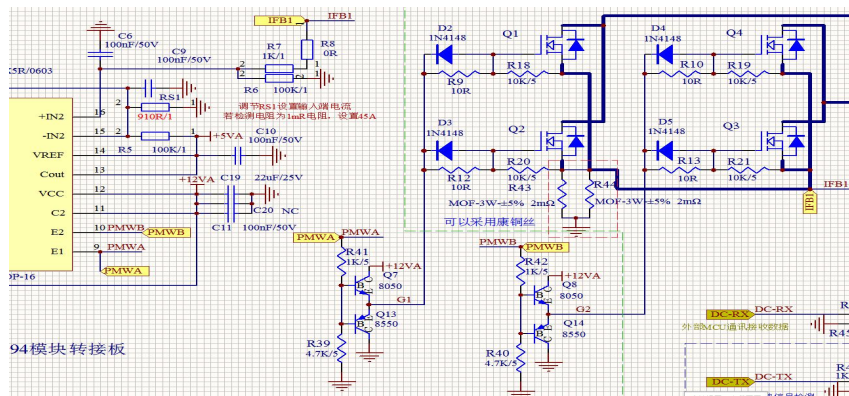 C6
100nF/50V
C9
100nF/50V
X5R/0603
IFB1
IFB1
R7
1K/1
R8
0R
R6
100K/1
RS1
910R/1
调节RS1设置输入端电流
若检测电阻为1mR电阻，设置45A
+IN2
16
-IN2
15
R5
100K/1
+5VA
VREF
14
C10
100nF/50V
Cout
13
+12VA
C19
22uF/25V
VCC
12
C2
11
C20
NC
C11
100nF/50V
E2
10
PMWB
PMWB
E1
9
PMWA
PMWA
OP-16
94模块转接板
D2
1N4148
Q1
R9
10R
R18
10K/5
D3
1N4148
Q2
R12
10R
R20
10K/5
R43
R44
MOF-3W-±5% 2mΩ
MOF-3W-±5% 2mΩ
可以采用康铜丝
D4
1N4148
Q4
R10
10R
R19
10K/5
D5
1N4148
Q3
R13
10R
R21
10K/5
IFB1
IFB1
PMWA
PMWA
R41
1K/5
+12VA
Q7
8050
B
C
E
G1
Q13
8550
B
E
C
R39
4.7K/5
PMWB
PMWB
R42
1K/5
+12VA
Q8
8050
B
C
E
G2
Q14
8550
B
E
C
R40
4.7K/5
DC-RX
DC-RX
外部MCU通讯接收数据
R45
DC-TX
DC-TX
1K